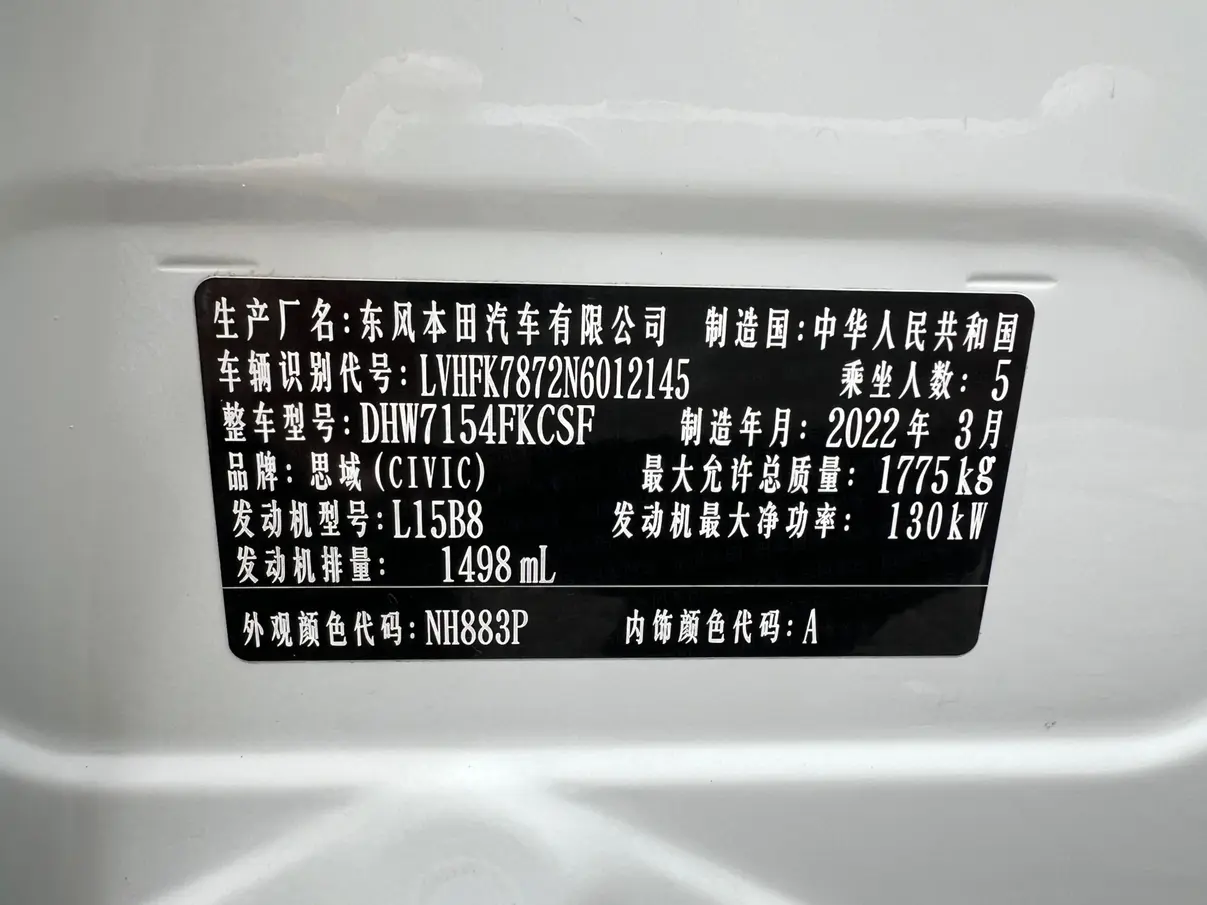 生产厂名:东风本田汽车有限公司 制造国:中华人民共和国
车辆识别代号:LVHFK7872N6012145 乘坐人数:5
整车型号:DHW7154FKCSF 制造年月:2022年 3月
品牌:思域(CIVIC) 最大允许总质量:1775kg
发动机型号:L15B8 发动机最大净功率:130kW
发动机排量: 1498mL
外观颜色代码:NH883P 内饰颜色代码:A